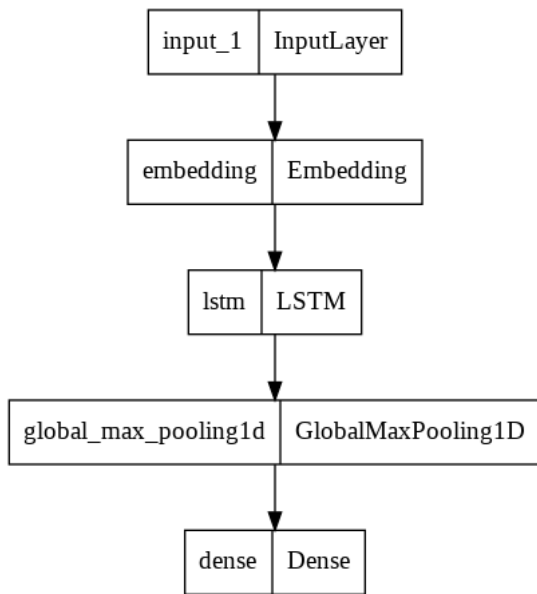 input_1 InputLayer
embedding Embedding
lstm LSTM
global_max_pooling1d GlobalMaxPooling1D
dense Dense